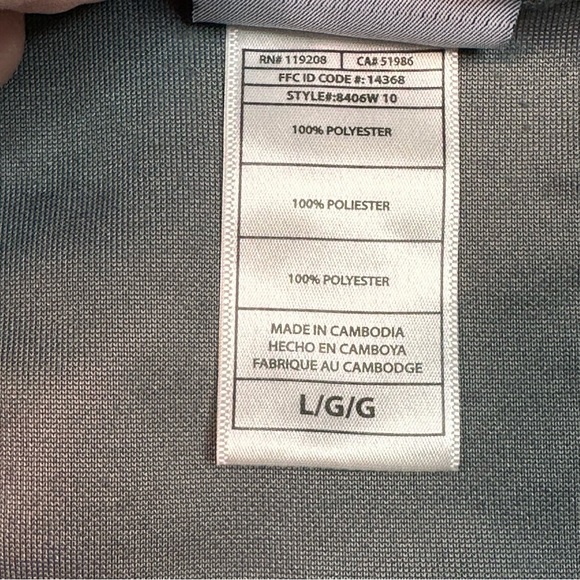 RN# 119208 CA# 51986
FFC ID CODE #: 14368
STYLE#:8406W 10
100% POLYESTER
100% POLIESTER
100% POLYESTER
MADE IN CAMBODIA
HECHO EN CAMBOYA
FABRIQUE AU CAMBODGE
L/G/G